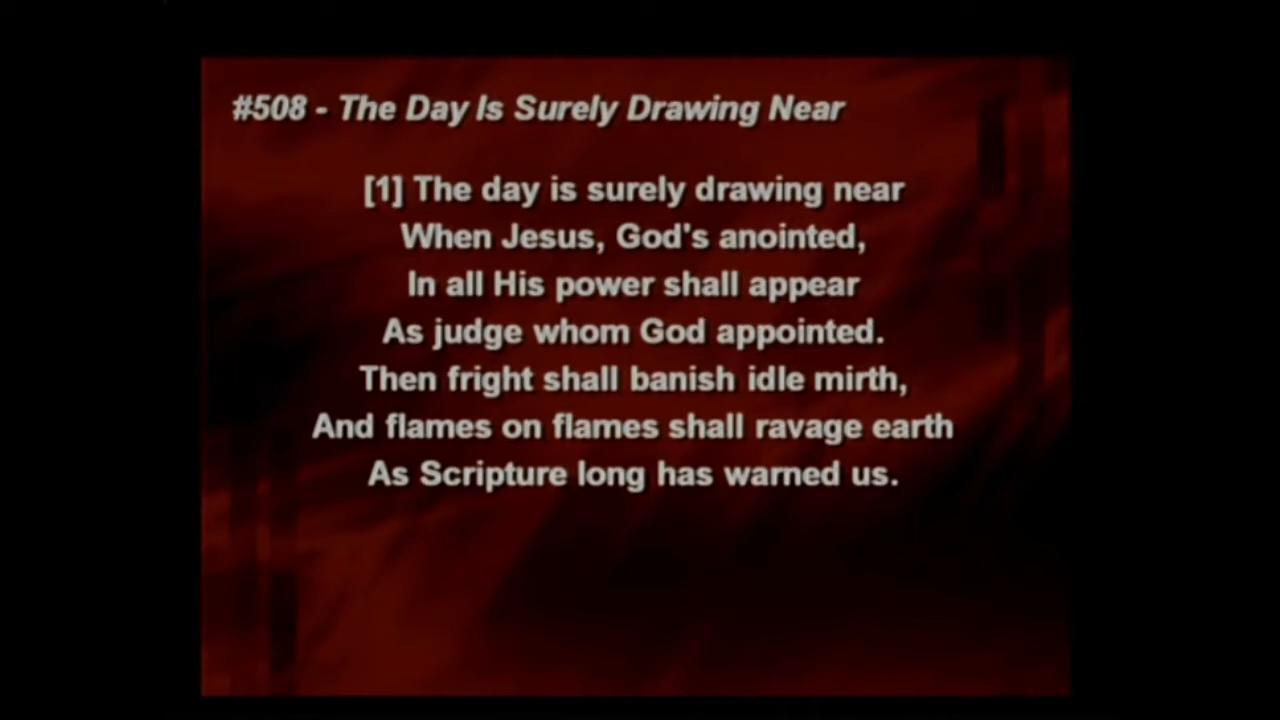 #508 - The Day Is Surely Drawing Near
[1] The day is surely drawing near
When Jesus, God's anointed,
In all His power shall appear
As judge whom God appointed.
Then fright shall banish idle mirth,
And flames on flames shall ravage earth
As Scripture long has warned us.